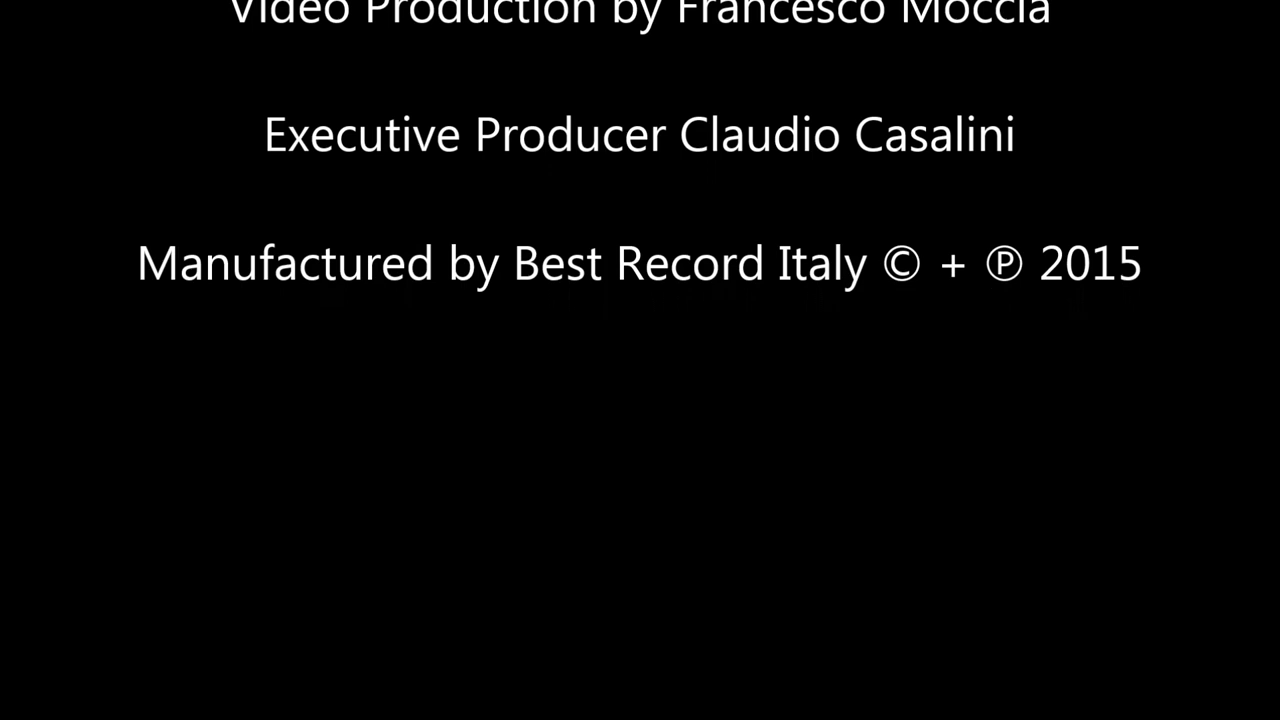 Video Production by Francesco Moccia
Executive Producer Claudio Casalini
Manufactured by Best Record Italy © + ℗ 2015